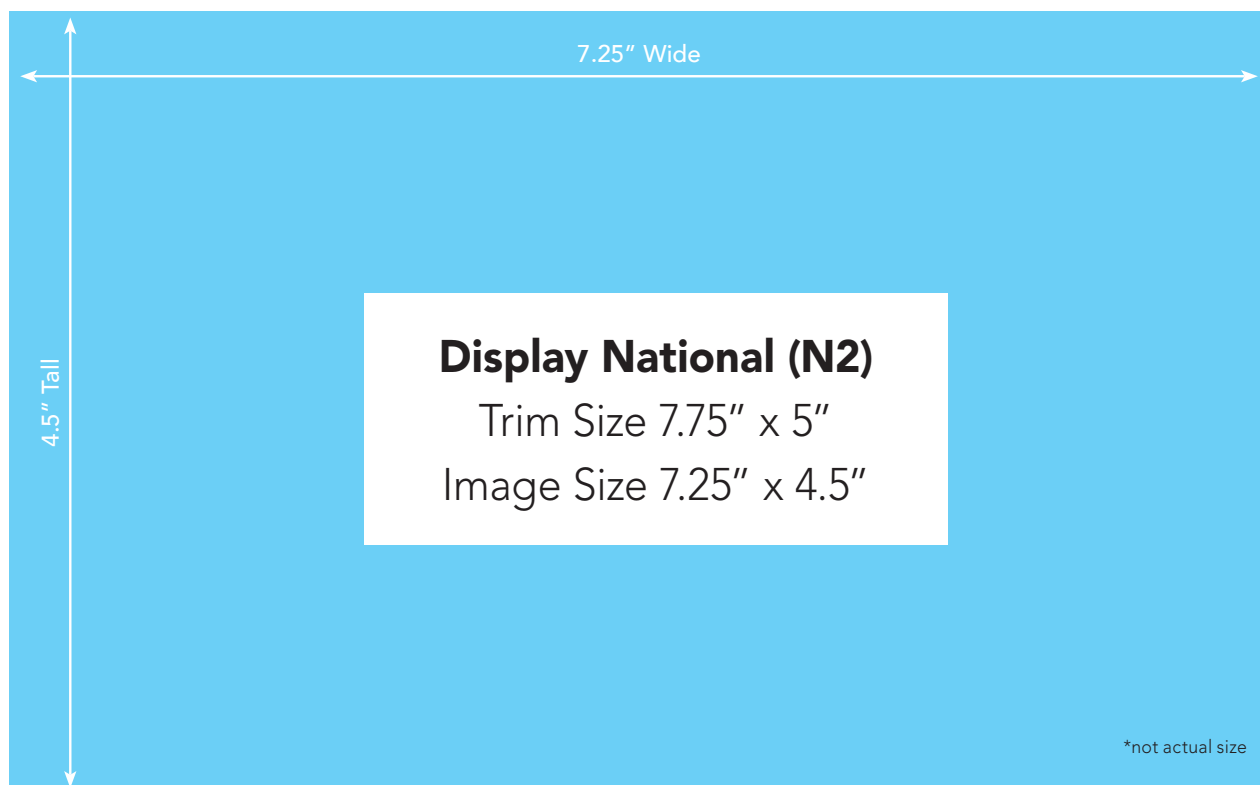 7.25” Wide
4.5” Tall
Display National (N2)
Trim Size 7.75” x 5”
Image Size 7.25” x 4.5”
*not actual size